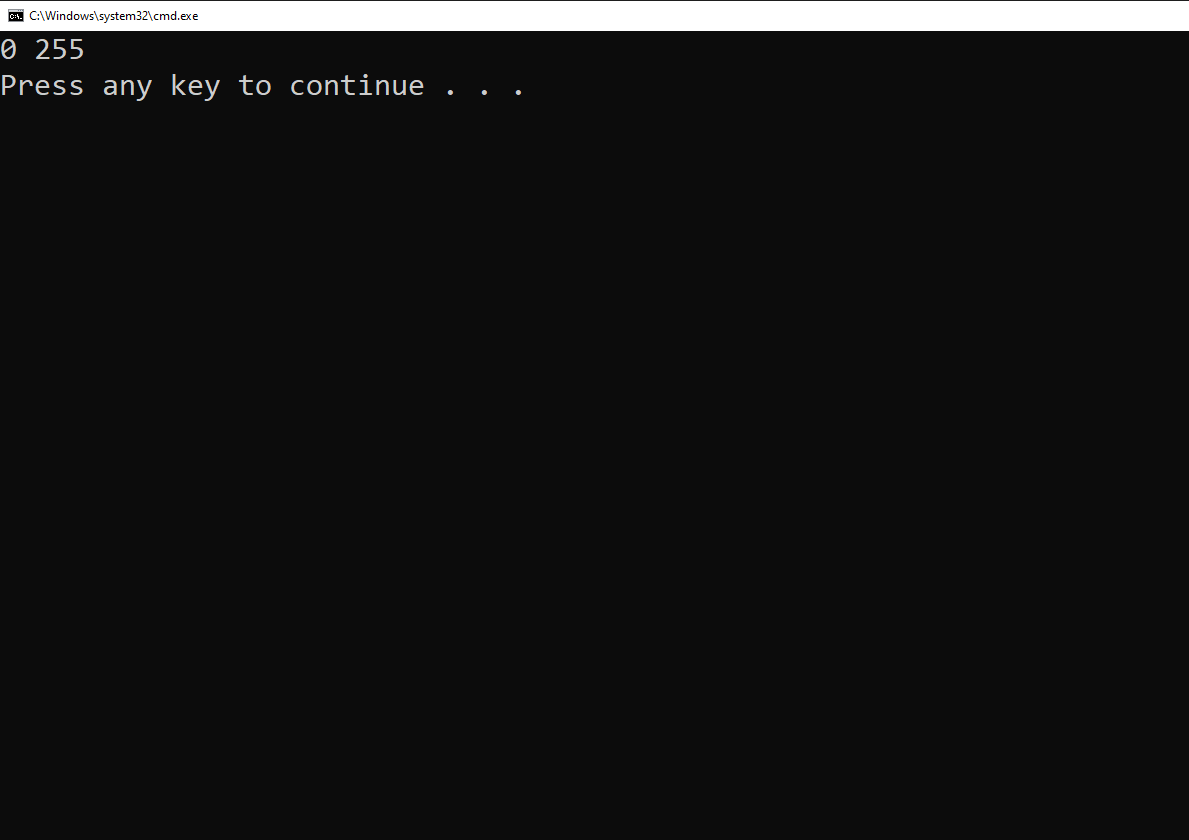 C:\Windows\system32\cmd.exe
0 255
Press any key to continue . . .